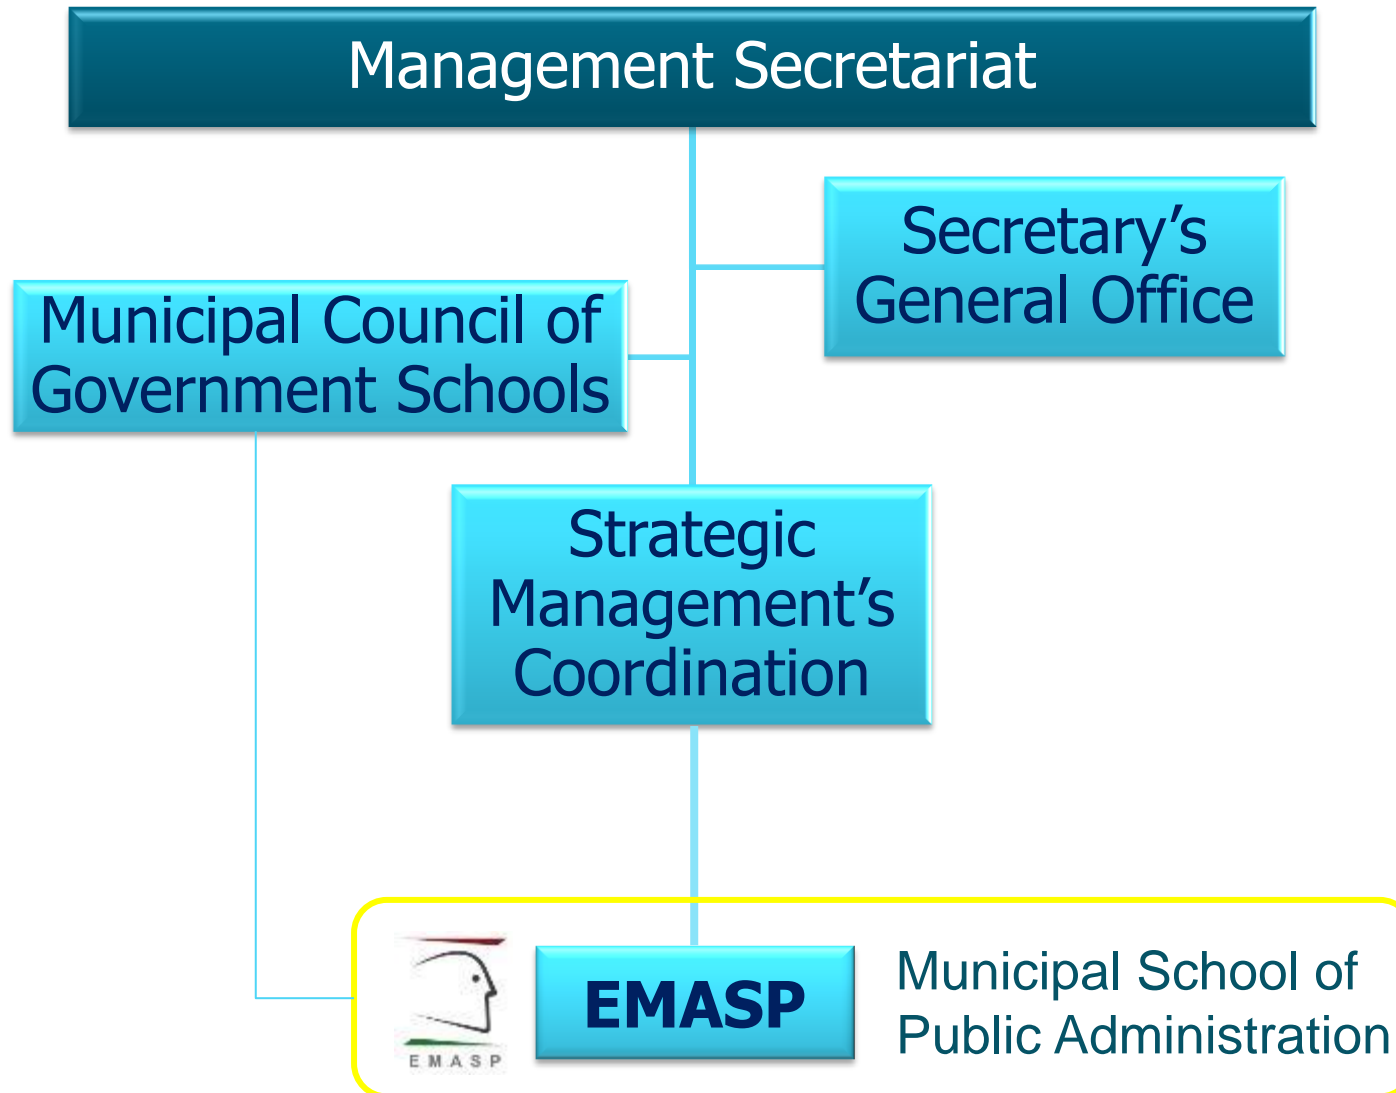 Management Secretariat
Secretary’s
General Office
Municipal Council of
Government Schools
Strategic
Management’s
Coordination
EMASP
EMASP
Municipal School of
Public Administration